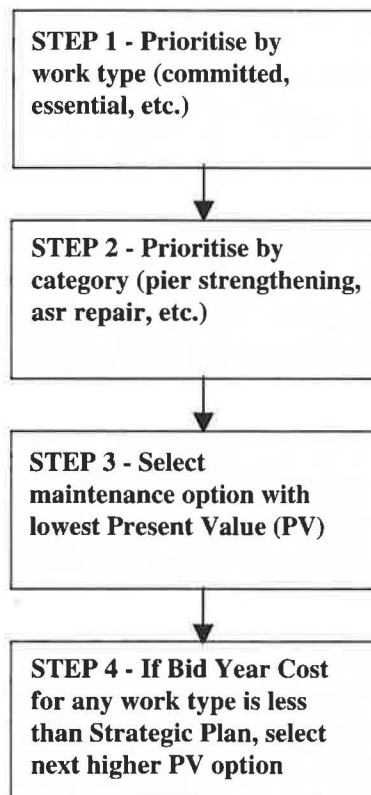 STEP 1 - Prioritise by
work type (committed,
essential, etc.)
STEP 2 - Prioritise by
category (pier strengthening,
asr repair, etc.)
STEP 3 - Select
maintenance option with
lowest Present Value (PV)
STEP 4 - If Bid Year Cost
for any work type is less
than Strategic Plan, select
next higher PV option